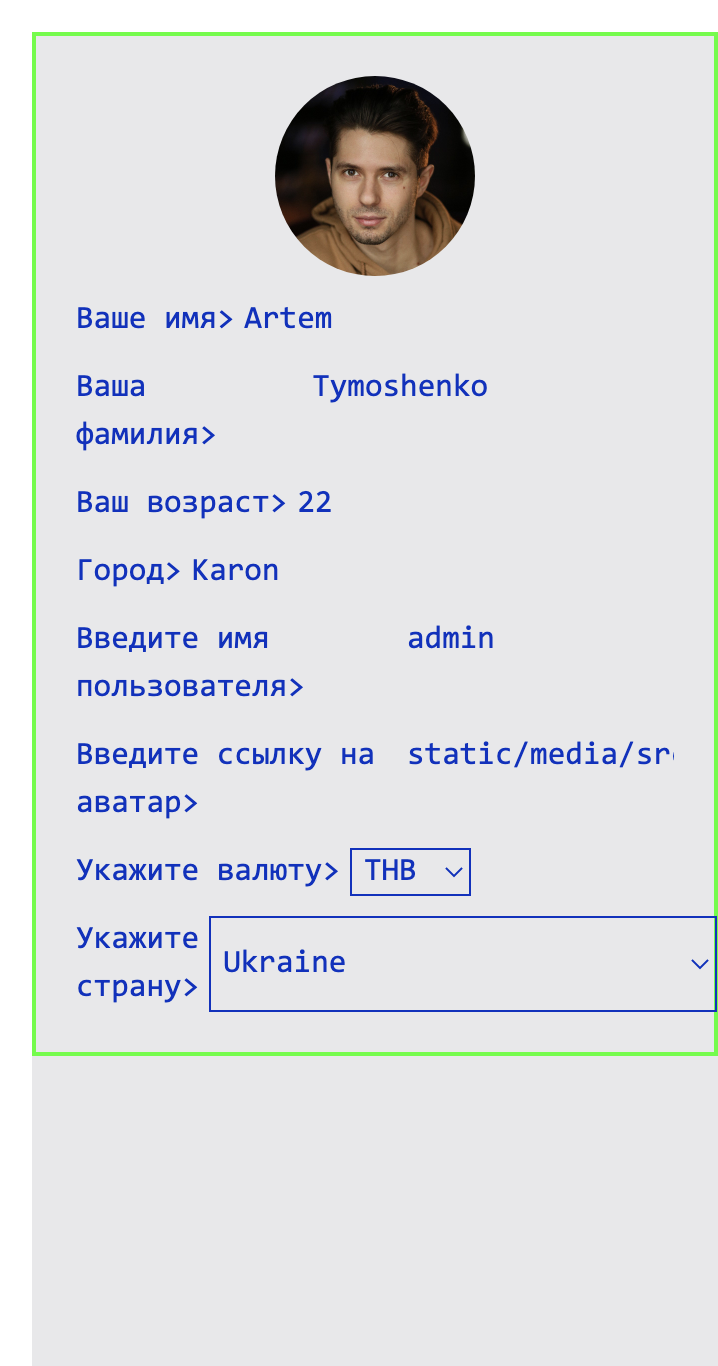 Ваше имя> Artem
Ваша Tymoshenko
фамилия>
Ваш возраст> 22
Город> Karon
Введите имя admin
пользователя>
Введите ссылку на static/media/sr
аватар>
Укажите валюту> THB
Укажите
Ukraine
страну>